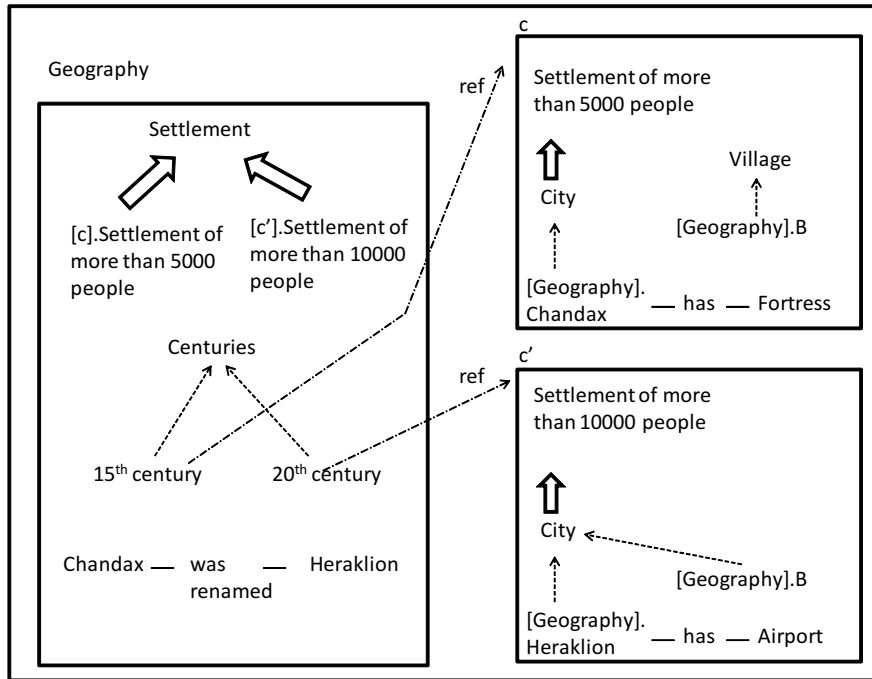 Geography
Settlement
[c].Settlement of
more than 5000
people
[c’].Settlement of
more than 10000
people
Centuries
15th century
20th century
Chandax — was — Heraklion
renamed
ref
c
Settlement of more
than 5000 people
City
Village
[Geography].B
[Geography].
Chandax — has — Fortress
ref
c’
Settlement of more
than 10000 people
City
[Geography].B
[Geography].
Heraklion — has — Airport